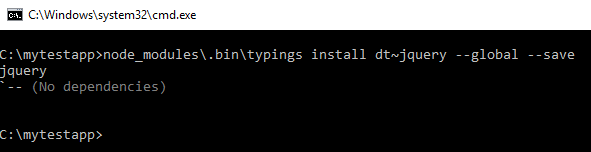 C:\Windows\system32\cmd.exe
C:\mytestapp>node_modules\.bin\typings install dt~jquery --global --save
jquery
`-- (No dependencies)
C:\mytestapp>